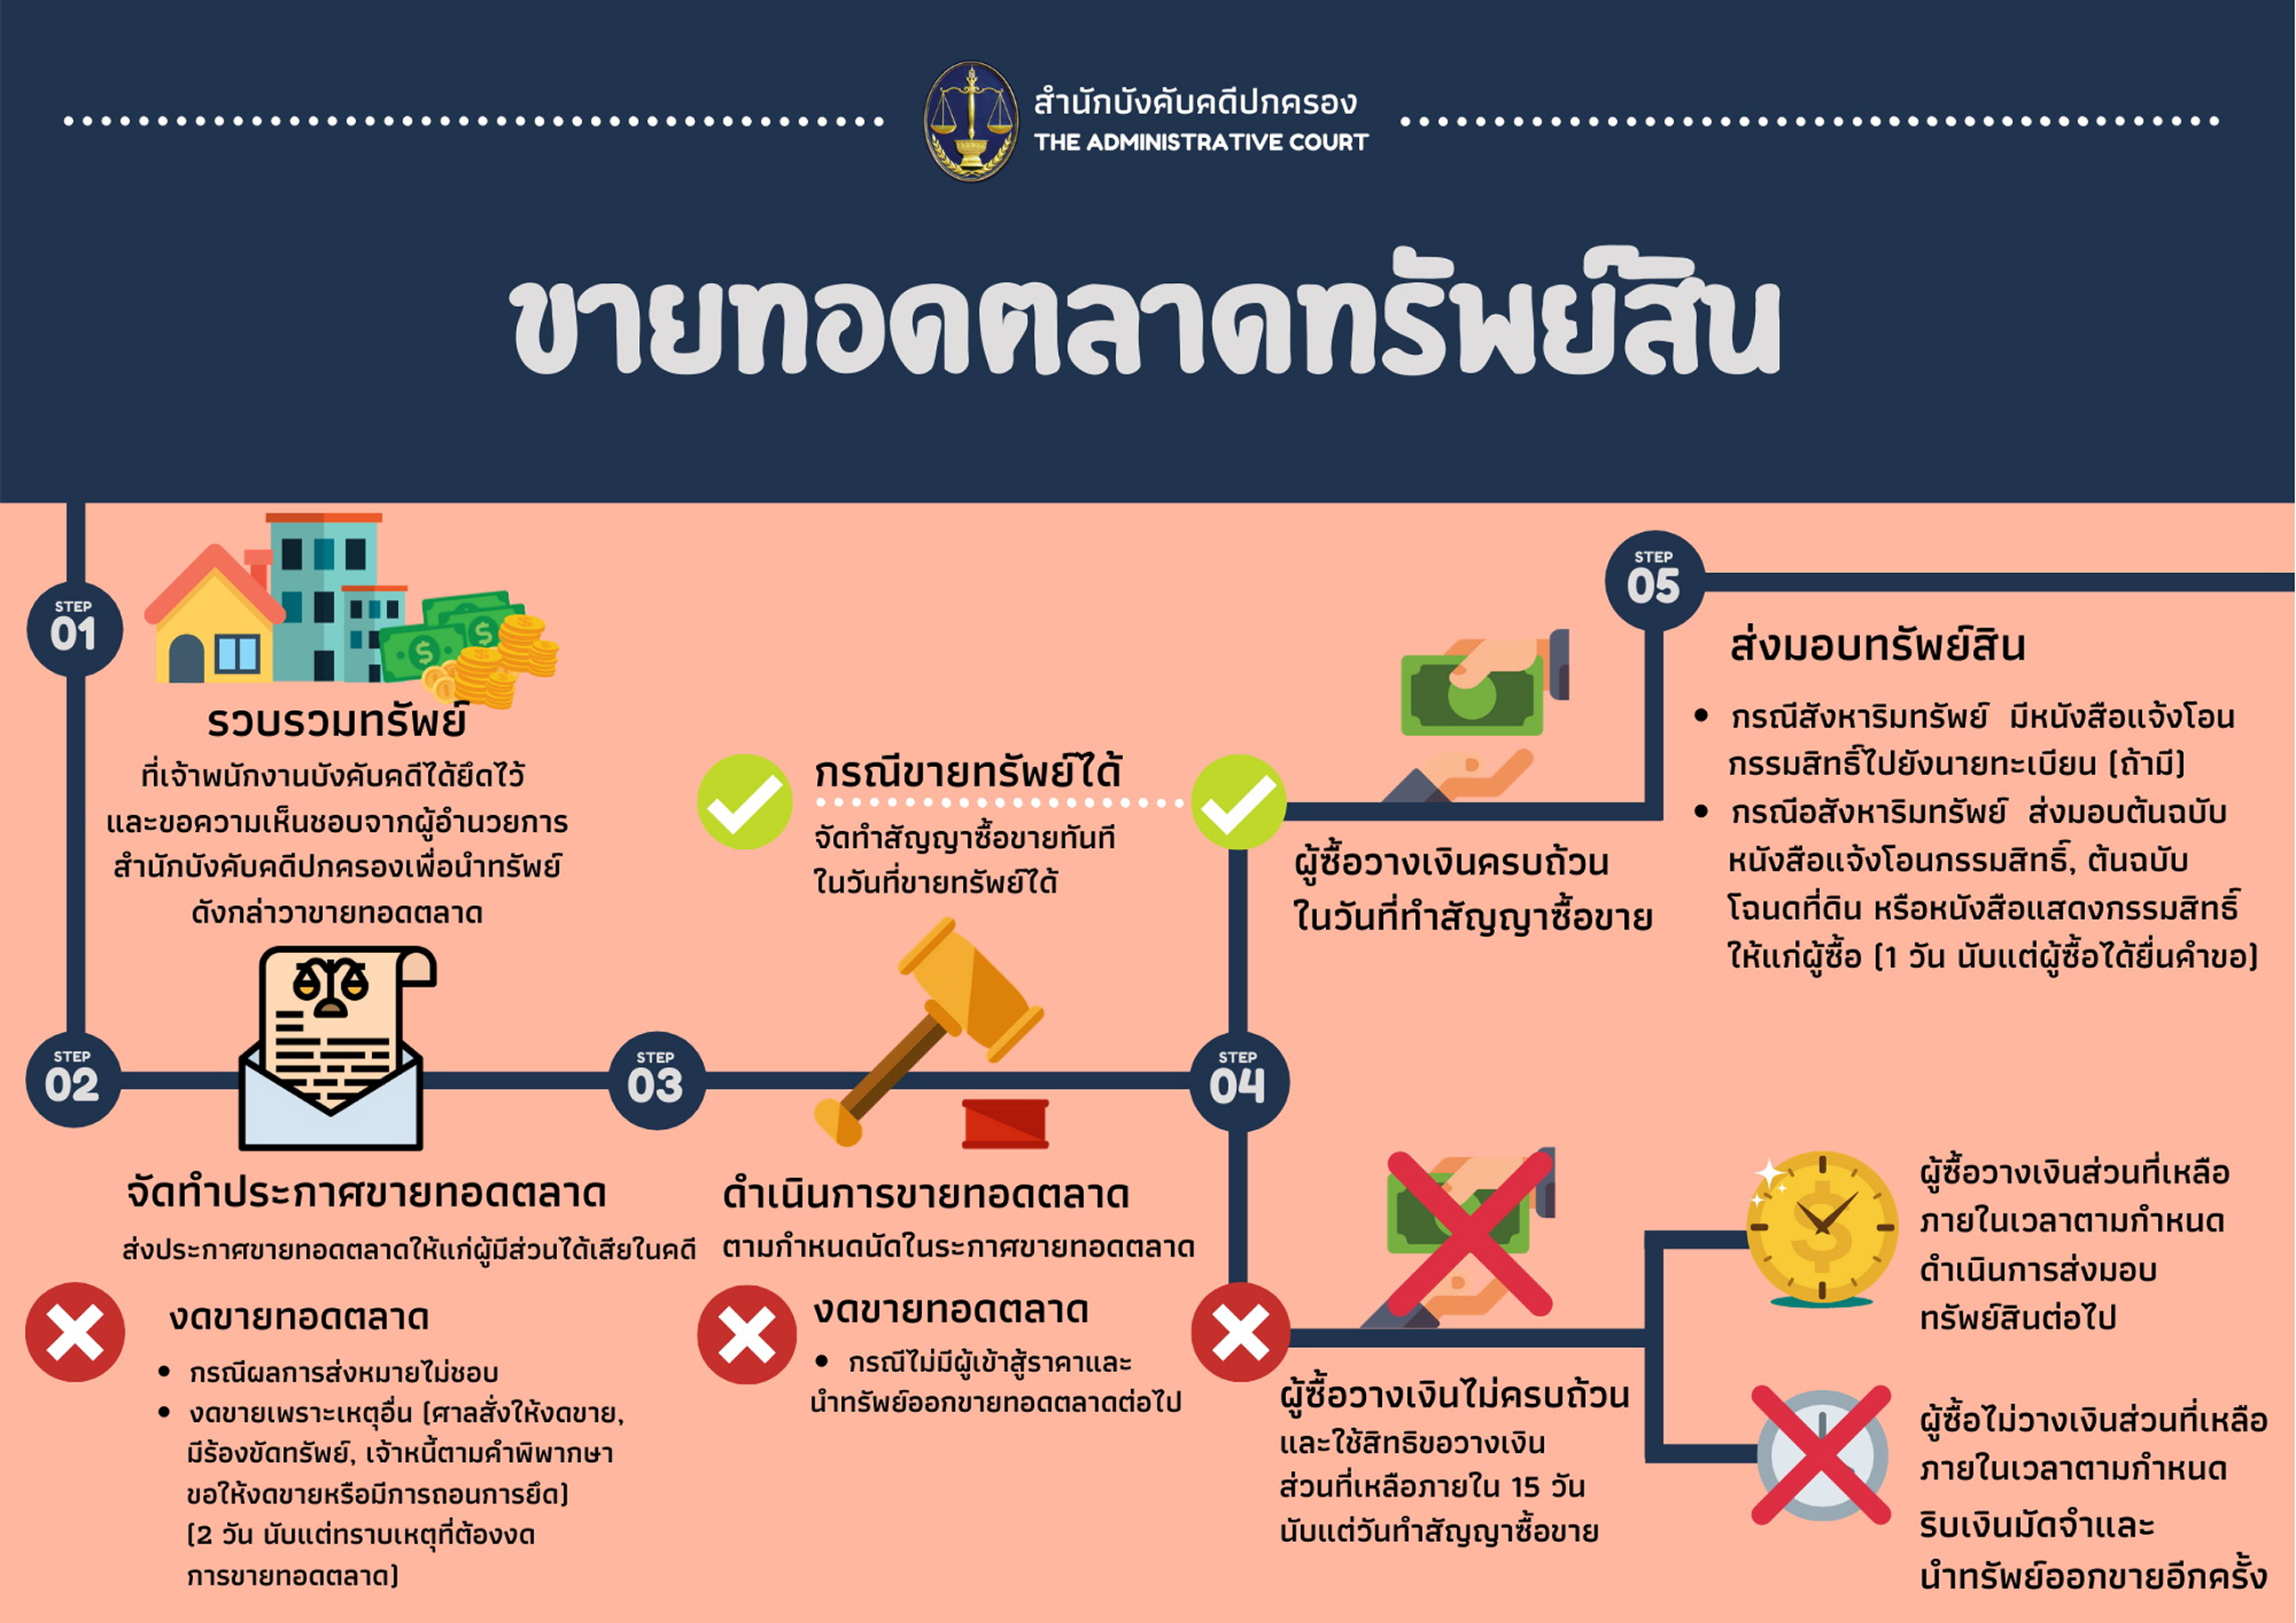 สำนักบังคับคดีปกครอง
THE ADMINISTRATIVE COURT
ขายทอดตลาดทรัพย์สิน
STEP
01
รวบรวมทรัพย์
ที่เจ้าพนักงานบังคับคดีได้ยึดไว้
และขอความเห็นชอบจากผู้อำนวยการ
สำนักบังคับคดีปกครองเพื่อนำทรัพย์
ดังกล่าวาขายทอดตลาด
STEP
02
จัดทำประกาศขายทอดตลาด
ส่งประกาศขายทอดตลาดให้แก่ผู้มีส่วนได้เสียในคดี
งดขายทอดตลาด
• กรณีผลการส่งหมายไม่ชอบ
• งดขายเพราะเหตุอื่น (ศาลสั่งให้งดขาย,
มีร้องขัดทรัพย์, เจ้าหนี้ตามคำพิพากษา
ขอให้งดขายหรือมีการถอนการยึด)
(2 วัน นับแต่ทราบเหตุที่ต้องงด
การขายทอดตลาด)
STEP
03
ดำเนินการขายทอดตลาด
ตามกำหนดนัดในระกาศขายทอดตลาด
กรณีขายทรัพย์ได้
จัดทำสัญญาซื้อขายทันที
ในวันที่ขายทรัพย์ได้
งดขายทอดตลาด
• กรณีไม่มีผู้เข้าสู้ราคาและ
นำทรัพย์ออกขายทอดตลาดต่อไป
STEP
04
ผู้ซื้อวางเงินครบถ้วน
ในวันที่ทำสัญญาซื้อขาย
ผู้ซื้อวางเงินไม่ครบถ้วน
และใช้สิทธิขอวางเงิน
ส่วนที่เหลือภายใน 15 วัน
นับแต่วันทำสัญญาซื้อขาย
ผู้ซื้อวางเงินส่วนที่เหลือ
ภายในเวลาตามกำหนด
ดำเนินการส่งมอบ
ทรัพย์สินต่อไป
ผู้ซื้อไม่วางเงินส่วนที่เหลือ
ภายในเวลาตามกำหนด
ริบเงินมัดจำและ
นำทรัพย์ออกขายอีกครั้ง
STEP
05
ส่งมอบทรัพย์สิน
• กรณีสังหาริมทรัพย์ มีหนังสือแจ้งโอน
กรรมสิทธิ์ไปยังนายทะเบียน (ถ้ามี)
• กรณีอสังหาริมทรัพย์ ส่งมอบต้นฉบับ
หนังสือแจ้งโอนกรรมสิทธิ์, ต้นฉบับ
โฉนดที่ดิน หรือหนังสือแสดงกรรมสิทธิ์
ให้แก่ผู้ซื้อ (1 วัน นับแต่ผู้ซื้อได้ยื่นคำขอ)